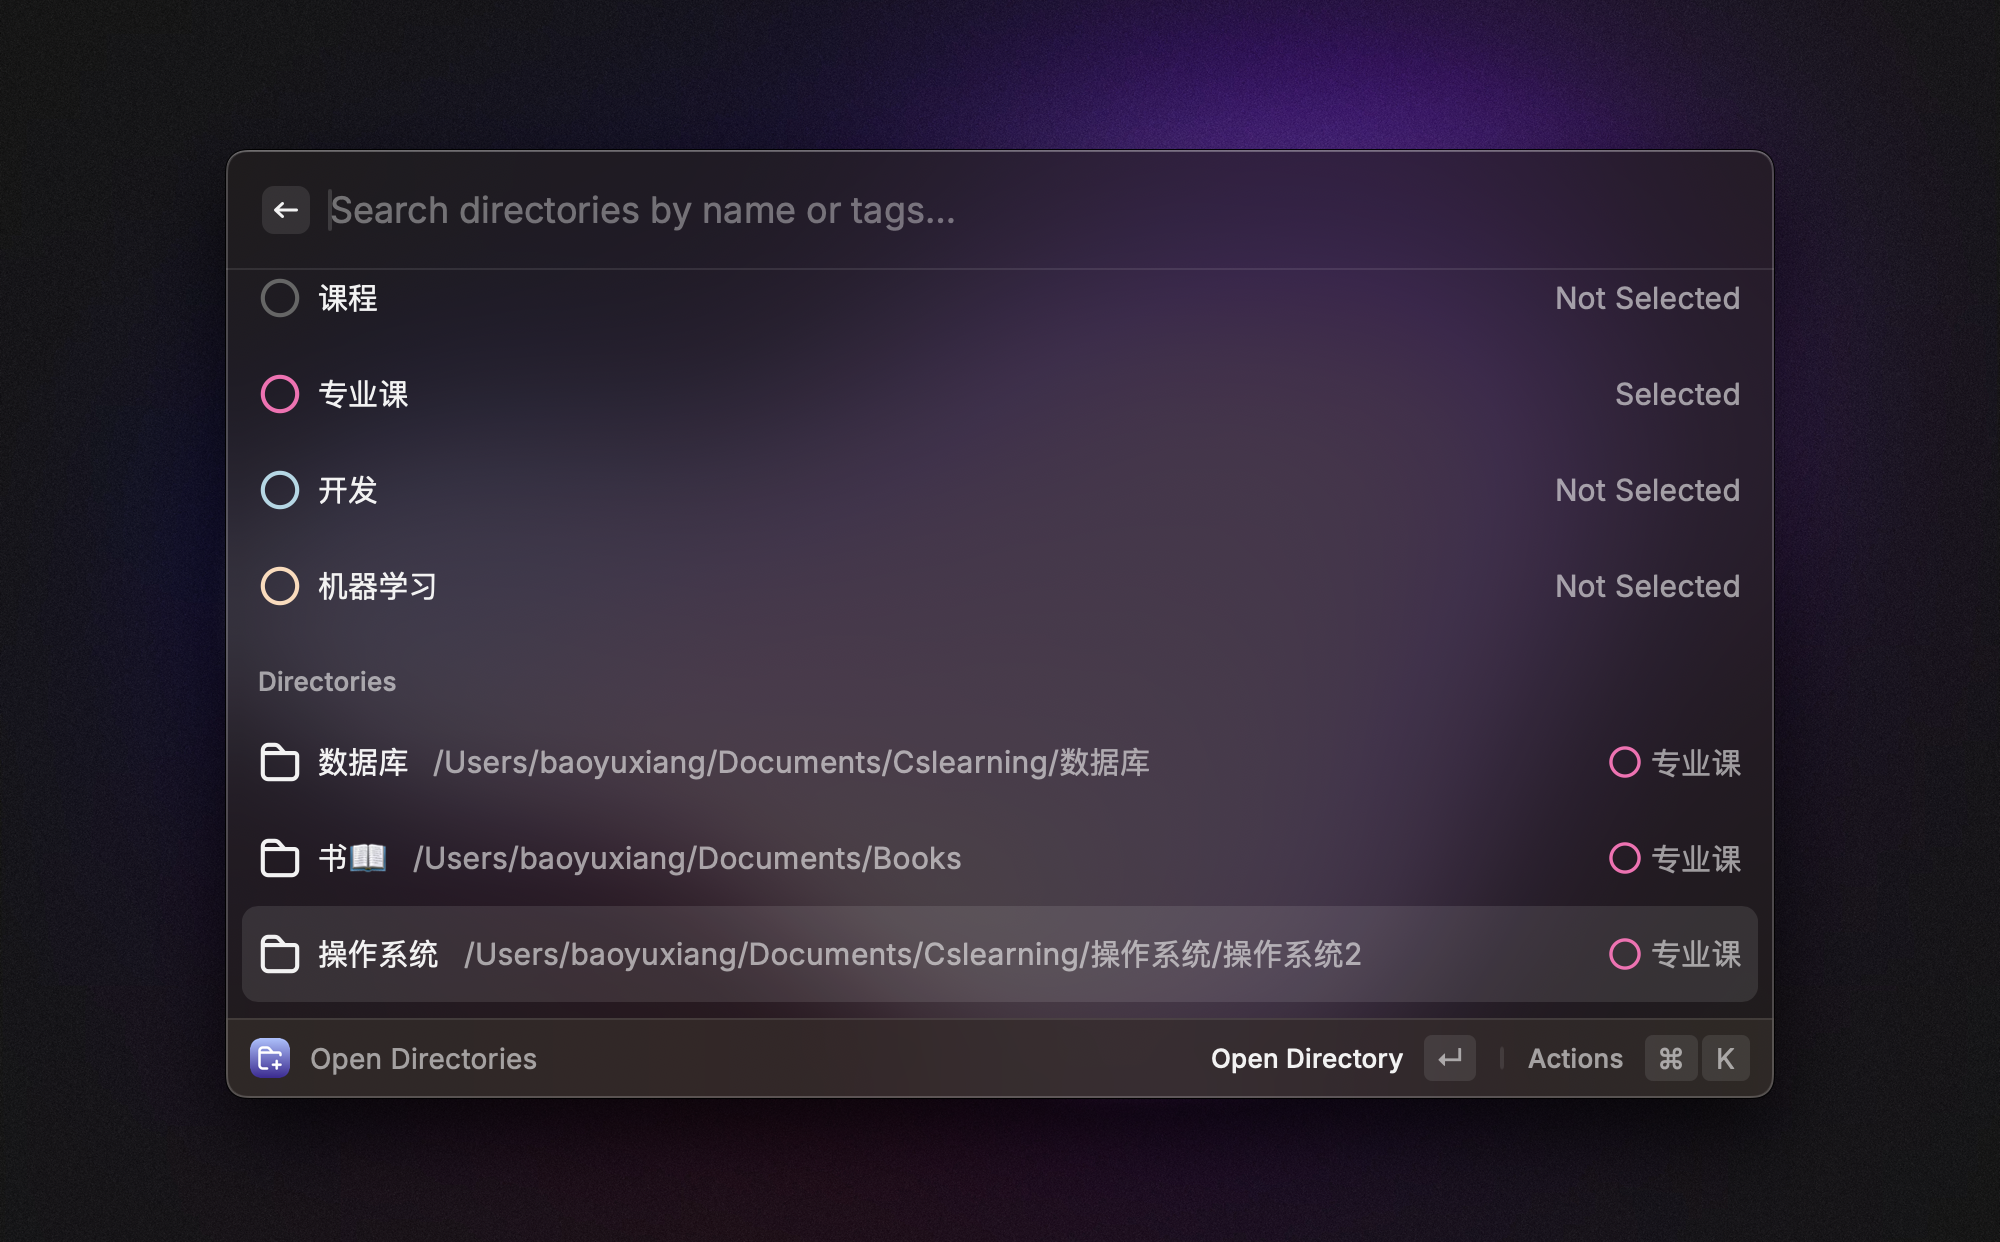 Search directories by name or tags...
课程 Not Selected
专业课 Selected
开发 Not Selected
机器学习 Not Selected
Directories
数据库 /Users/baoyuxiang/Documents/Cslearning/数据库 专业课
书📖 /Users/baoyuxiang/Documents/Books 专业课
操作系统 /Users/baoyuxiang/Documents/Cslearning/操作系统/操作系统2 专业课
Open Directories Open Directory ↵ Actions ⌘ K